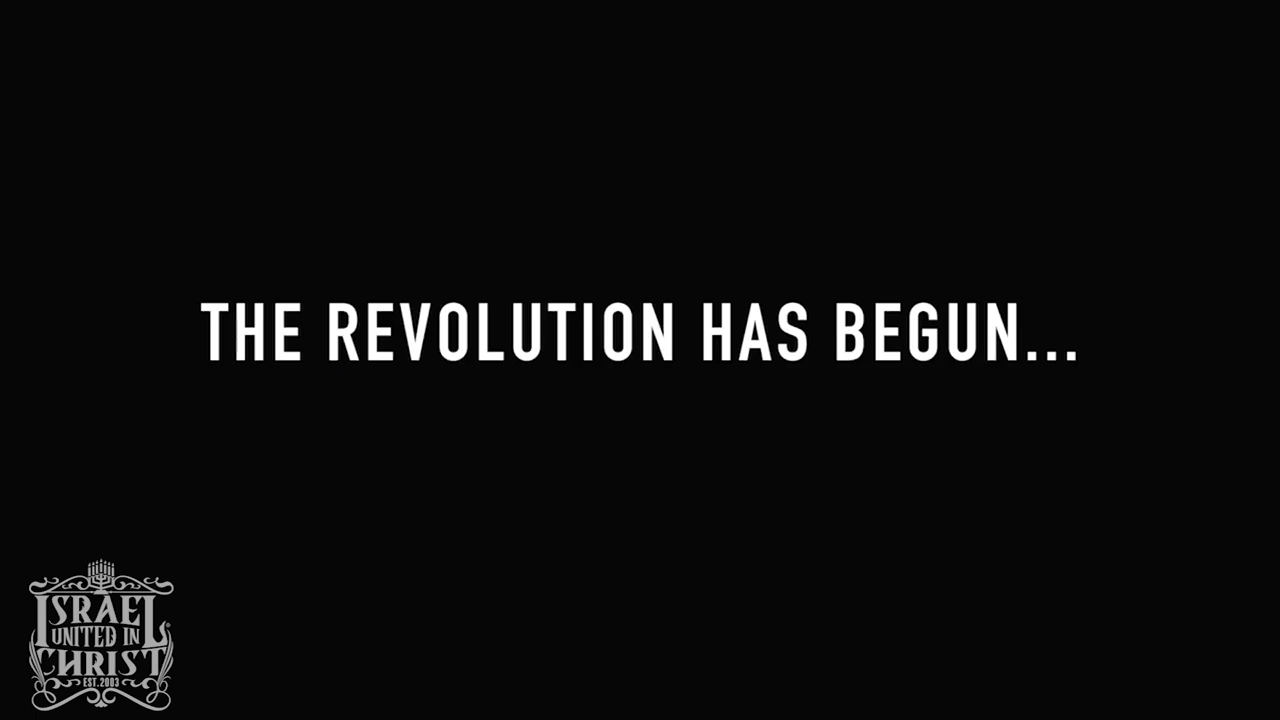 THE REVOLUTION HAS BEGUN...
ISRAEL
UNITED IN
CHRIST
EST. 2003